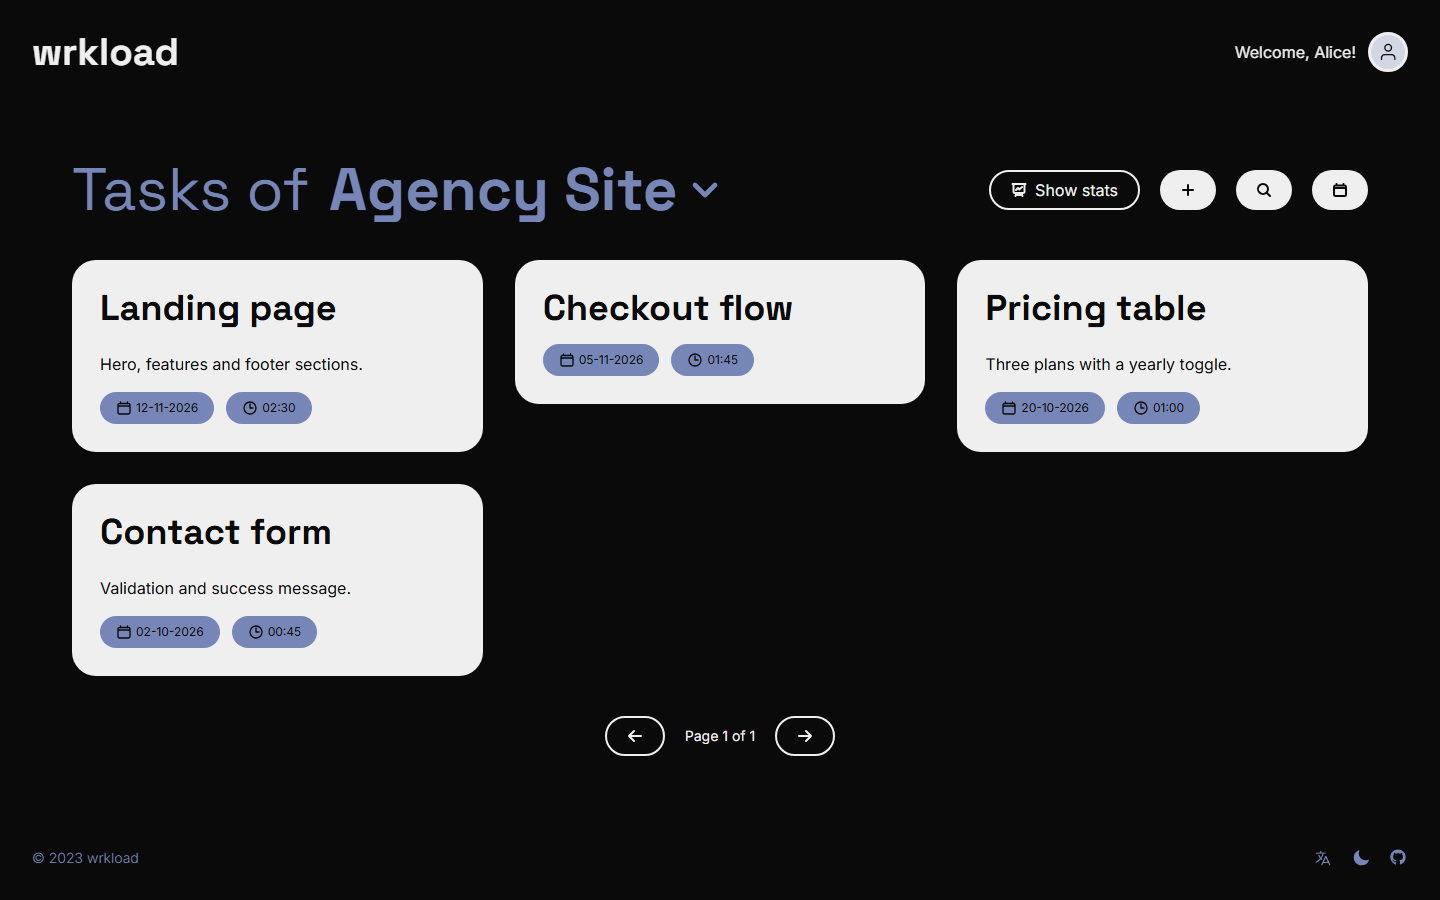 wrkload
Welcome, Alice!
Tasks of Agency Site
Show stats
Landing page
Hero, features and footer sections.
12-11-2026
02:30
Checkout flow
05-11-2026
01:45
Pricing table
Three plans with a yearly toggle.
20-10-2026
01:00
Contact form
Validation and success message.
02-10-2026
00:45
Page 1 of 1
© 2023 wrkload